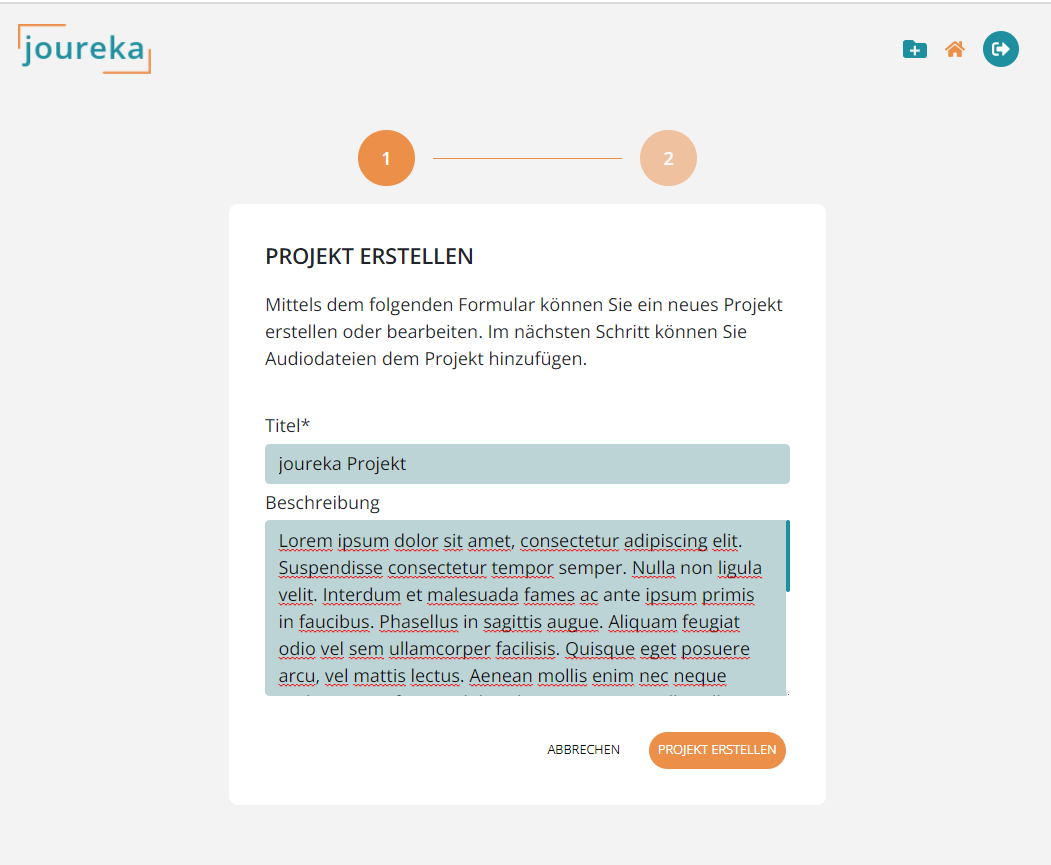 joureka
1
2
PROJEKT ERSTELLEN
Mittels dem folgenden Formular können Sie ein neues Projekt
erstellen oder bearbeiten. Im nächsten Schritt können Sie
Audiodateien dem Projekt hinzufügen.
Titel*
joureka Projekt
Beschreibung
Lorem ipsum dolor sit amet, consectetur adipiscing elit.
Suspendisse consectetur tempor semper. Nulla non ligula
velit. Interdum et malesuada fames ac ante ipsum primis
in faucibus. Phasellus in sagittis augue. Aliquam feugiat
odio vel sem ullamcorper facilisis. Quisque eget posuere
arcu, vel mattis lectus. Aenean mollis enim nec neque
ABBRECHEN
PROJEKT ERSTELLEN